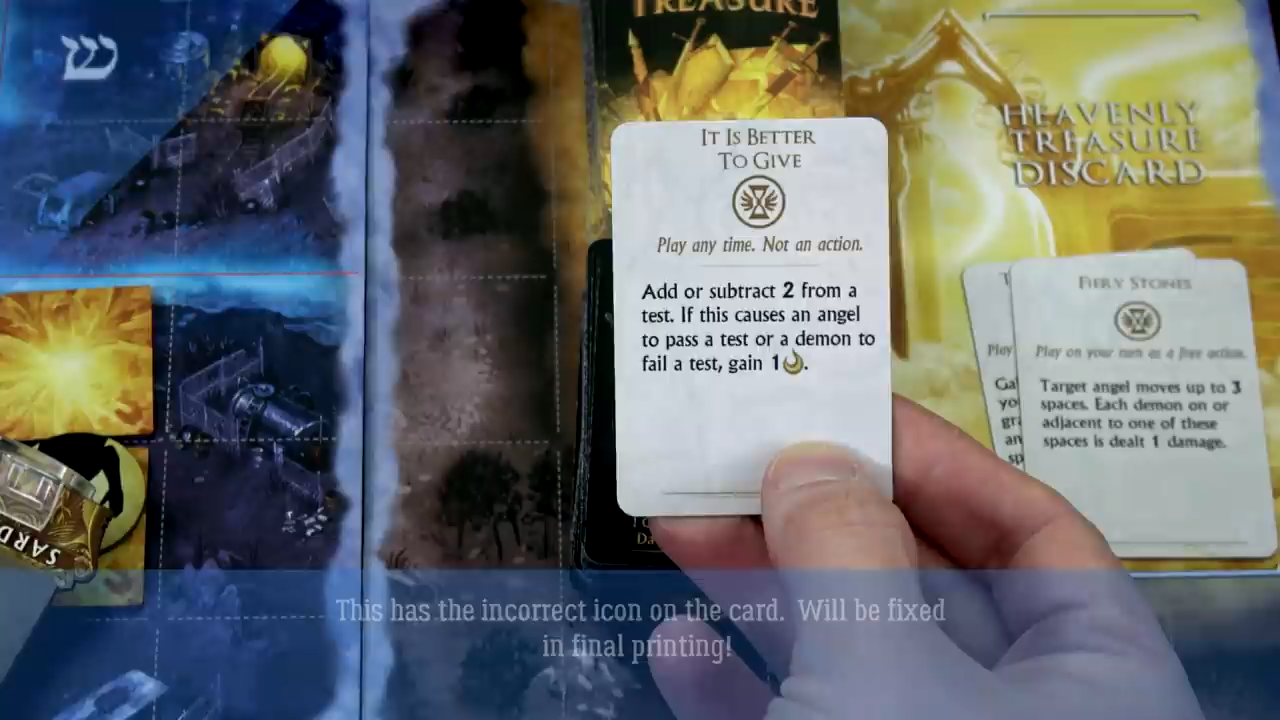 ש
TREASURE
HEAVENLY
TREASURE
DISCARD
IT IS BETTER
TO GIVE
Play any time. Not an action.
Add or subtract 2 from a
test. If this causes an angel
to pass a test or a demon to
fail a test, gain 1.
FIERY STONES
Play on your turn as a free action.
Target angel moves up to 3
spaces. Each demon on or
adjacent to one of these
spaces is dealt 1 damage.
Play
SARD
This has the incorrect icon on the card. Will be fixed
in final printing!